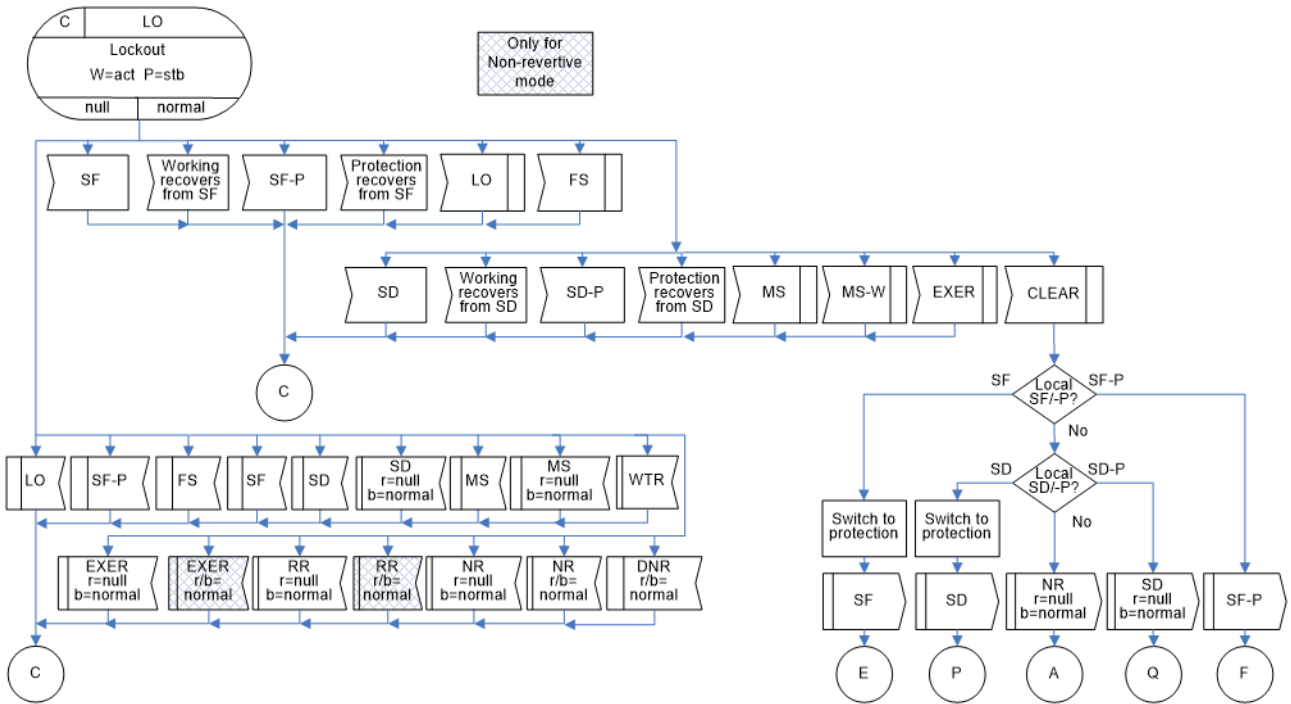 C LO
Lockout
W=act P=stb
null normal
Only for
Non-revertive
mode
SF
Working
recovers
from SF
SF-P
Protection
recovers
from SF
LO
FS
SD
Working
recovers
from SD
SD-P
Protection
recovers
from SD
MS
MS-W
EXER
CLEAR
C
SF
Local
SF/-P?
SF-P
No
SD
Local
SD/-P?
SD-P
No
LO
SF-P
FS
SF
SD
SD
r=null
b=normal
MS
MS
r=null
b=normal
WTR
Switch to
protection
Switch to
protection
EXER
r=null
b=normal
EXER
r/b=
normal
RR
r=null
b=normal
RR
r/b=
normal
NR
r=null
b=normal
NR
r/b=
normal
DNR
r/b=
normal
SF
SD
NR
r=null
b=normal
SD
r=null
b=normal
SF-P
C
E
P
A
Q
F